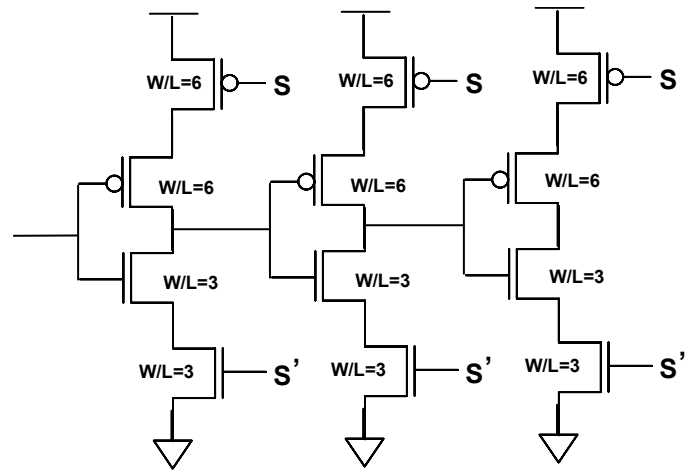 W/L=6 S W/L=6 S W/L=6 S
W/L=6 W/L=6 W/L=6
W/L=3 W/L=3 W/L=3
W/L=3 S’ W/L=3 S’ W/L=3 S’